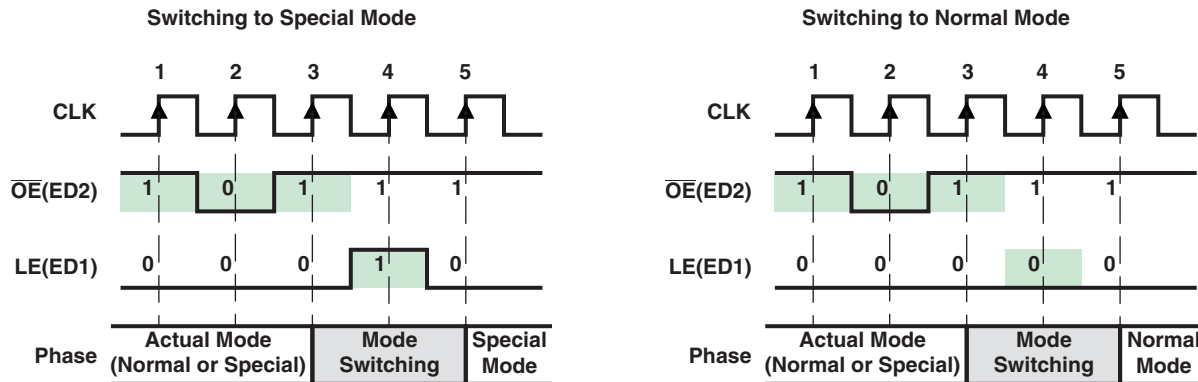 Switching to Special Mode
1 2 3 4 5
CLK
OE(ED2)
1 0 1 1 1
LE(ED1)
0 0 0 1 0
Phase
Actual Mode
(Normal or Special)
Mode
Switching
Special
Mode
Switching to Normal Mode
1 2 3 4 5
CLK
OE(ED2)
1 0 1 1 1
LE(ED1)
0 0 0 0 0
Phase
Actual Mode
(Normal or Special)
Mode
Switching
Normal
Mode